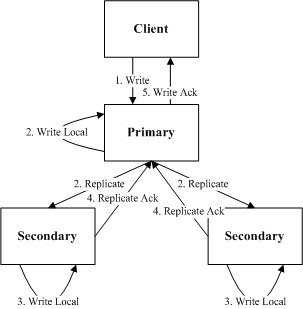 Client
1. Write
5. Write Ack
2. Write Local
Primary
2. Replicate
2. Replicate
4. Replicate Ack
4. Replicate Ack
Secondary
Secondary
3. Write Local
3. Write Local